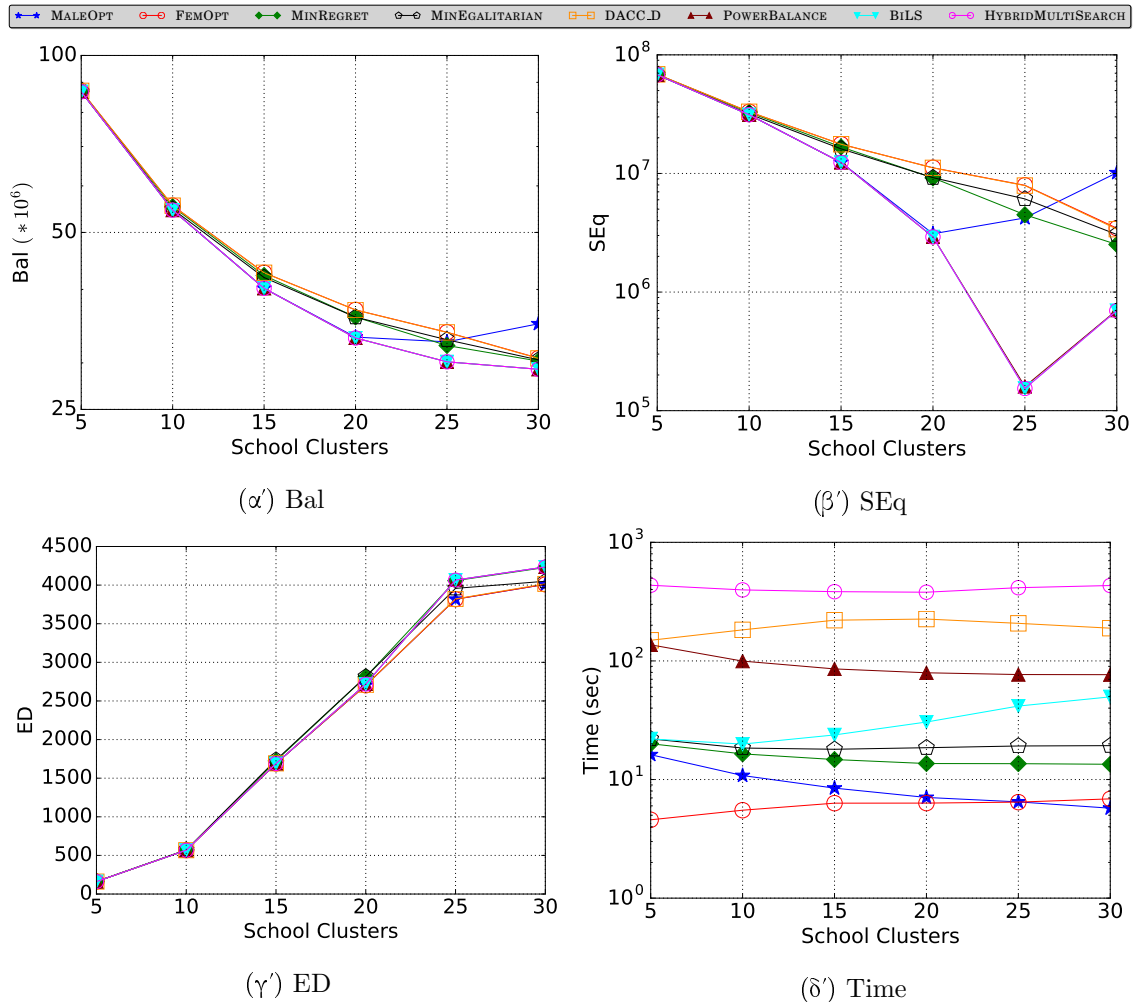 MALEOPT FEMOPT MINREGRET MINEGALITARIAN DACC_D POWERBALANCE BILS HYBRIDMULTISEARCH
100
50
25
Bal (∗10⁶)
5 10 15 20 25 30
School Clusters
(α′) Bal
10⁸
10⁷
10⁶
10⁵
SEq
5 10 15 20 25 30
School Clusters
(β′) SEq
4500
4000
3500
3000
2500
2000
1500
1000
500
0
ED
5 10 15 20 25 30
School Clusters
(γ′) ED
10³
10²
10¹
10⁰
Time (sec)
5 10 15 20 25 30
School Clusters
(δ′) Time